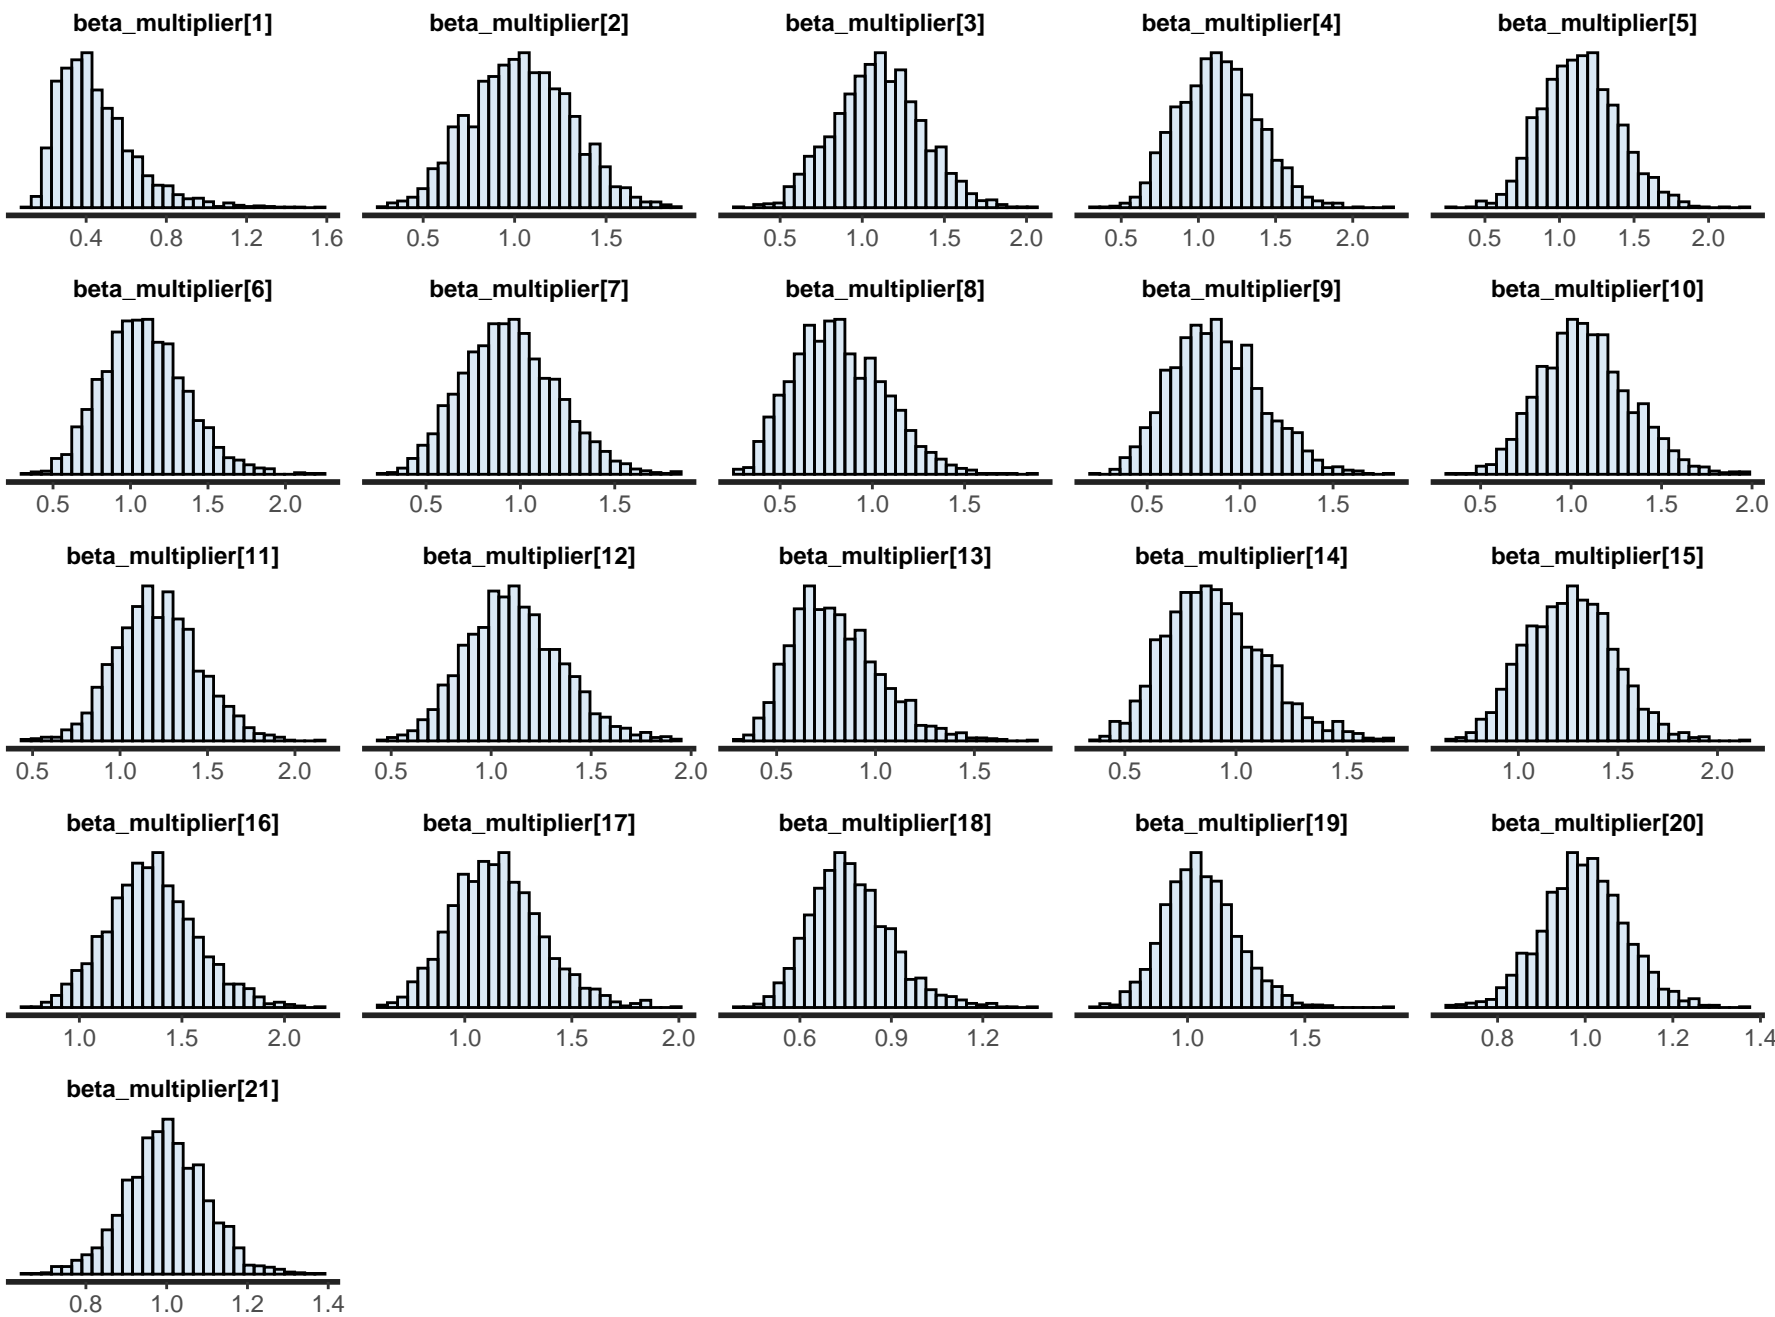 beta_multiplier[1] beta_multiplier[2] beta_multiplier[3] beta_multiplier[4] beta_multiplier[5]
0.4 0.8 1.2 1.6 0.5 1.0 1.5 0.5 1.0 1.5 2.0 0.5 1.0 1.5 2.0 0.5 1.0 1.5 2.0
beta_multiplier[6] beta_multiplier[7] beta_multiplier[8] beta_multiplier[9] beta_multiplier[10]
0.5 1.0 1.5 2.0 0.5 1.0 1.5 0.5 1.0 1.5 0.5 1.0 1.5 0.5 1.0 1.5 2.0
beta_multiplier[11] beta_multiplier[12] beta_multiplier[13] beta_multiplier[14] beta_multiplier[15]
0.5 1.0 1.5 2.0 0.5 1.0 1.5 2.0 0.5 1.0 1.5 0.5 1.0 1.5 1.0 1.5 2.0
beta_multiplier[16] beta_multiplier[17] beta_multiplier[18] beta_multiplier[19] beta_multiplier[20]
1.0 1.5 2.0 1.0 1.5 2.0 0.6 0.9 1.2 1.0 1.5 0.8 1.0 1.2 1.4
beta_multiplier[21]
0.8 1.0 1.2 1.4